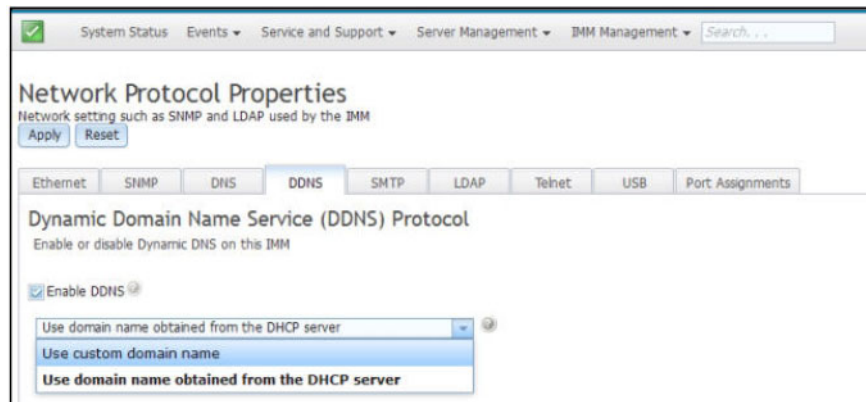 System Status Events Service and Support Server Management IMM Management Search...
Network Protocol Properties
Network setting such as SNMP and LDAP used by the IMM
Apply Reset
Ethernet SNMP DNS DDNS SMTP LDAP Telnet USB Port Assignments
Dynamic Domain Name Service (DDNS) Protocol
Enable or disable Dynamic DNS on this IMM
Enable DDNS
Use domain name obtained from the DHCP server
Use custom domain name
Use domain name obtained from the DHCP server